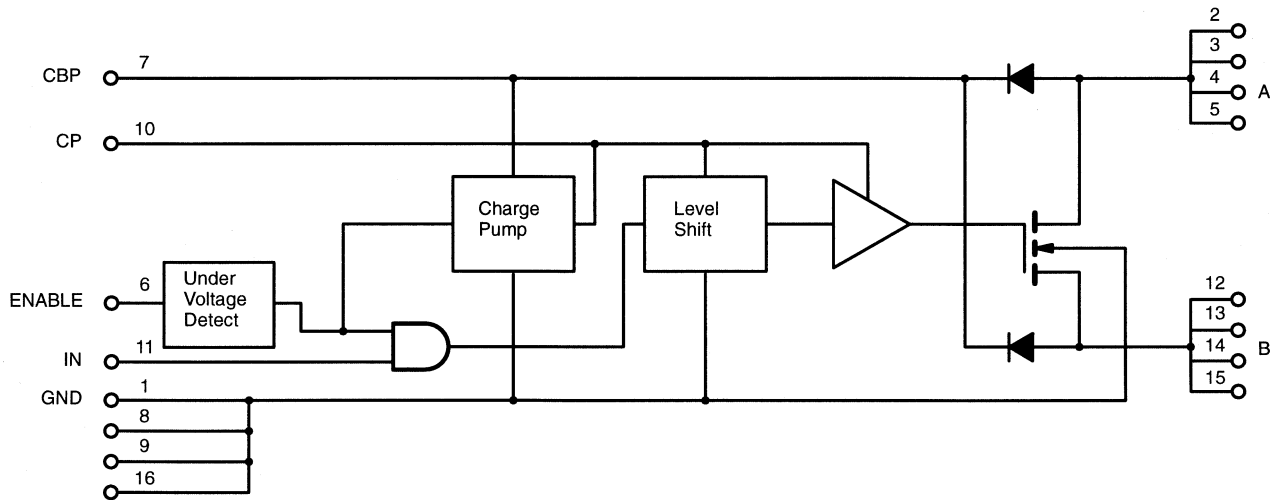 2
3
CBP 7
4 A
5
CP 10
Charge
Pump
Level
Shift
ENABLE 6
Under
Voltage
Detect
12
13
IN 11
14 B
15
GND 1
8
9
16